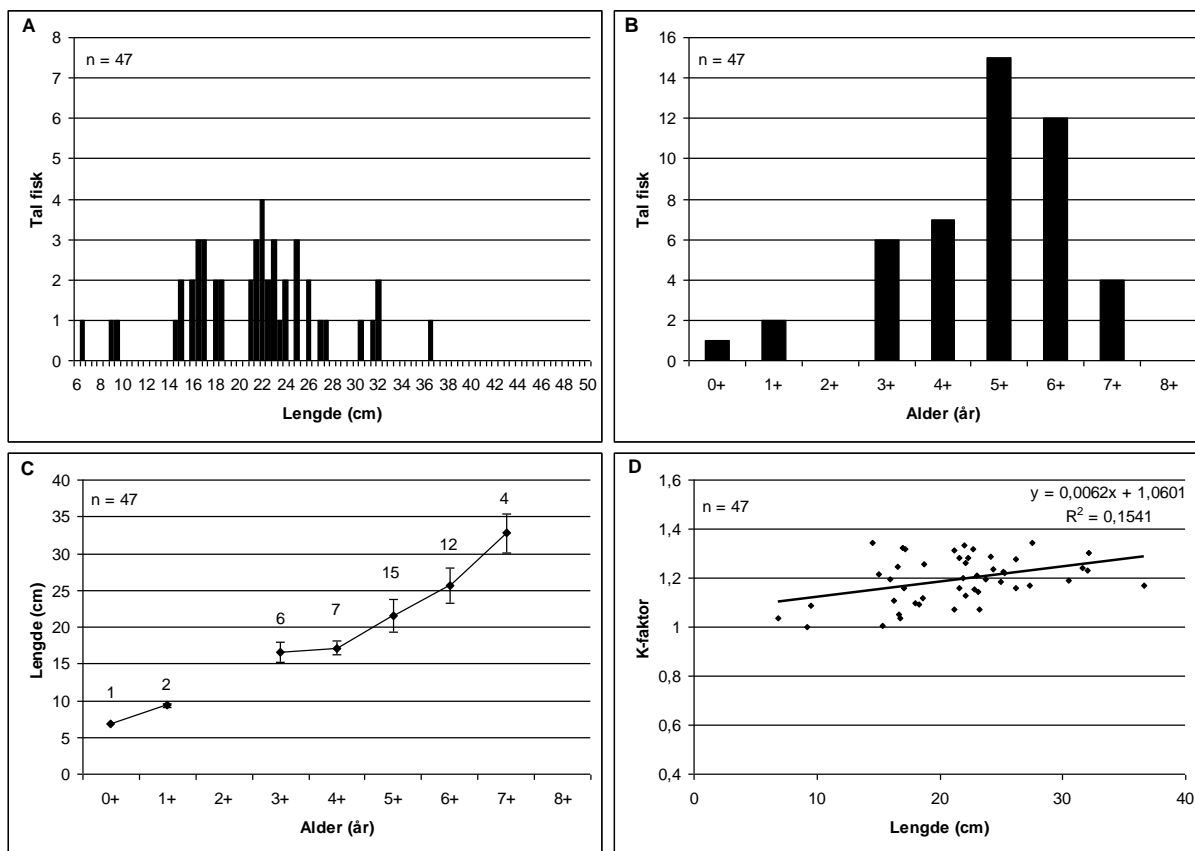 A
n = 47
Tal fisk
8
7
6
5
4
3
2
1
0
6 8 10 12 14 16 18 20 22 24 26 28 30 32 34 36 38 40 42 44 46 48 50
Lengde (cm)
B
n = 47
Tal fisk
16
14
12
10
8
6
4
2
0
0+ 1+ 2+ 3+ 4+ 5+ 6+ 7+ 8+
Alder (år)
C
n = 47
Lengde (cm)
40
35
30
25
20
15
10
5
0
1 2 6 7 15 12 4
0+ 1+ 2+ 3+ 4+ 5+ 6+ 7+ 8+
Alder (år)
D
n = 47
y = 0,0062x + 1,0601
R² = 0,1541
K-faktor
1,6
1,4
1,2
1
0,8
0,6
0,4
0 10 20 30 40
Lengde (cm)